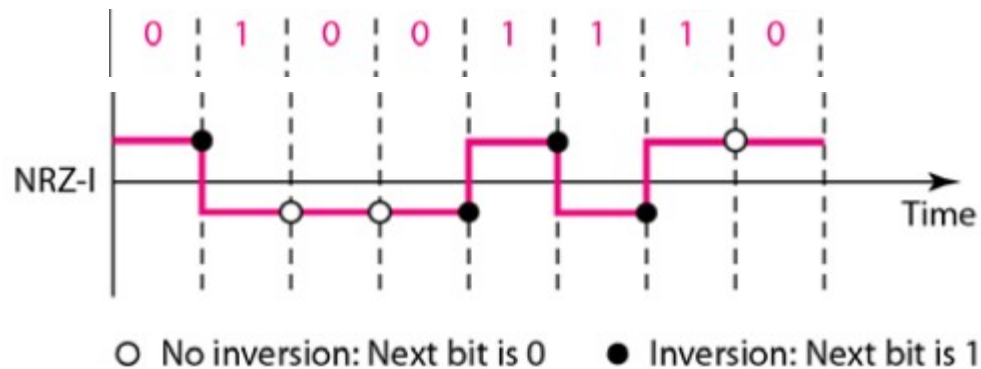 0 1 0 0 1 1 1 0
NRZ-I
Time
No inversion: Next bit is 0 Inversion: Next bit is 1